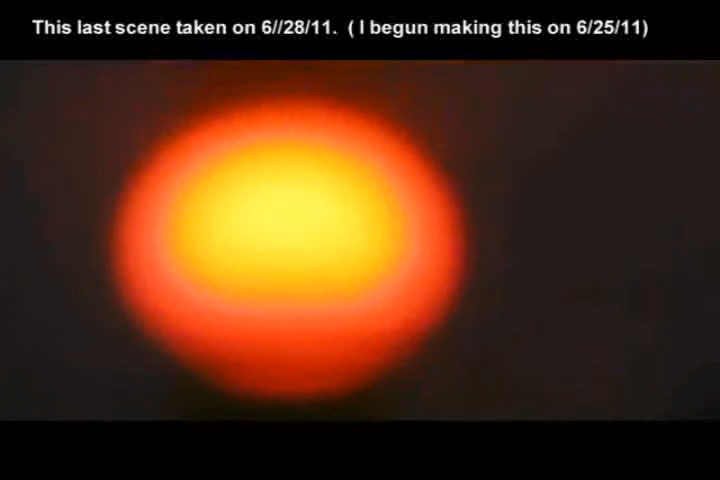 This last scene taken on 6//28/11.  ( I begun making this on 6/25/11)